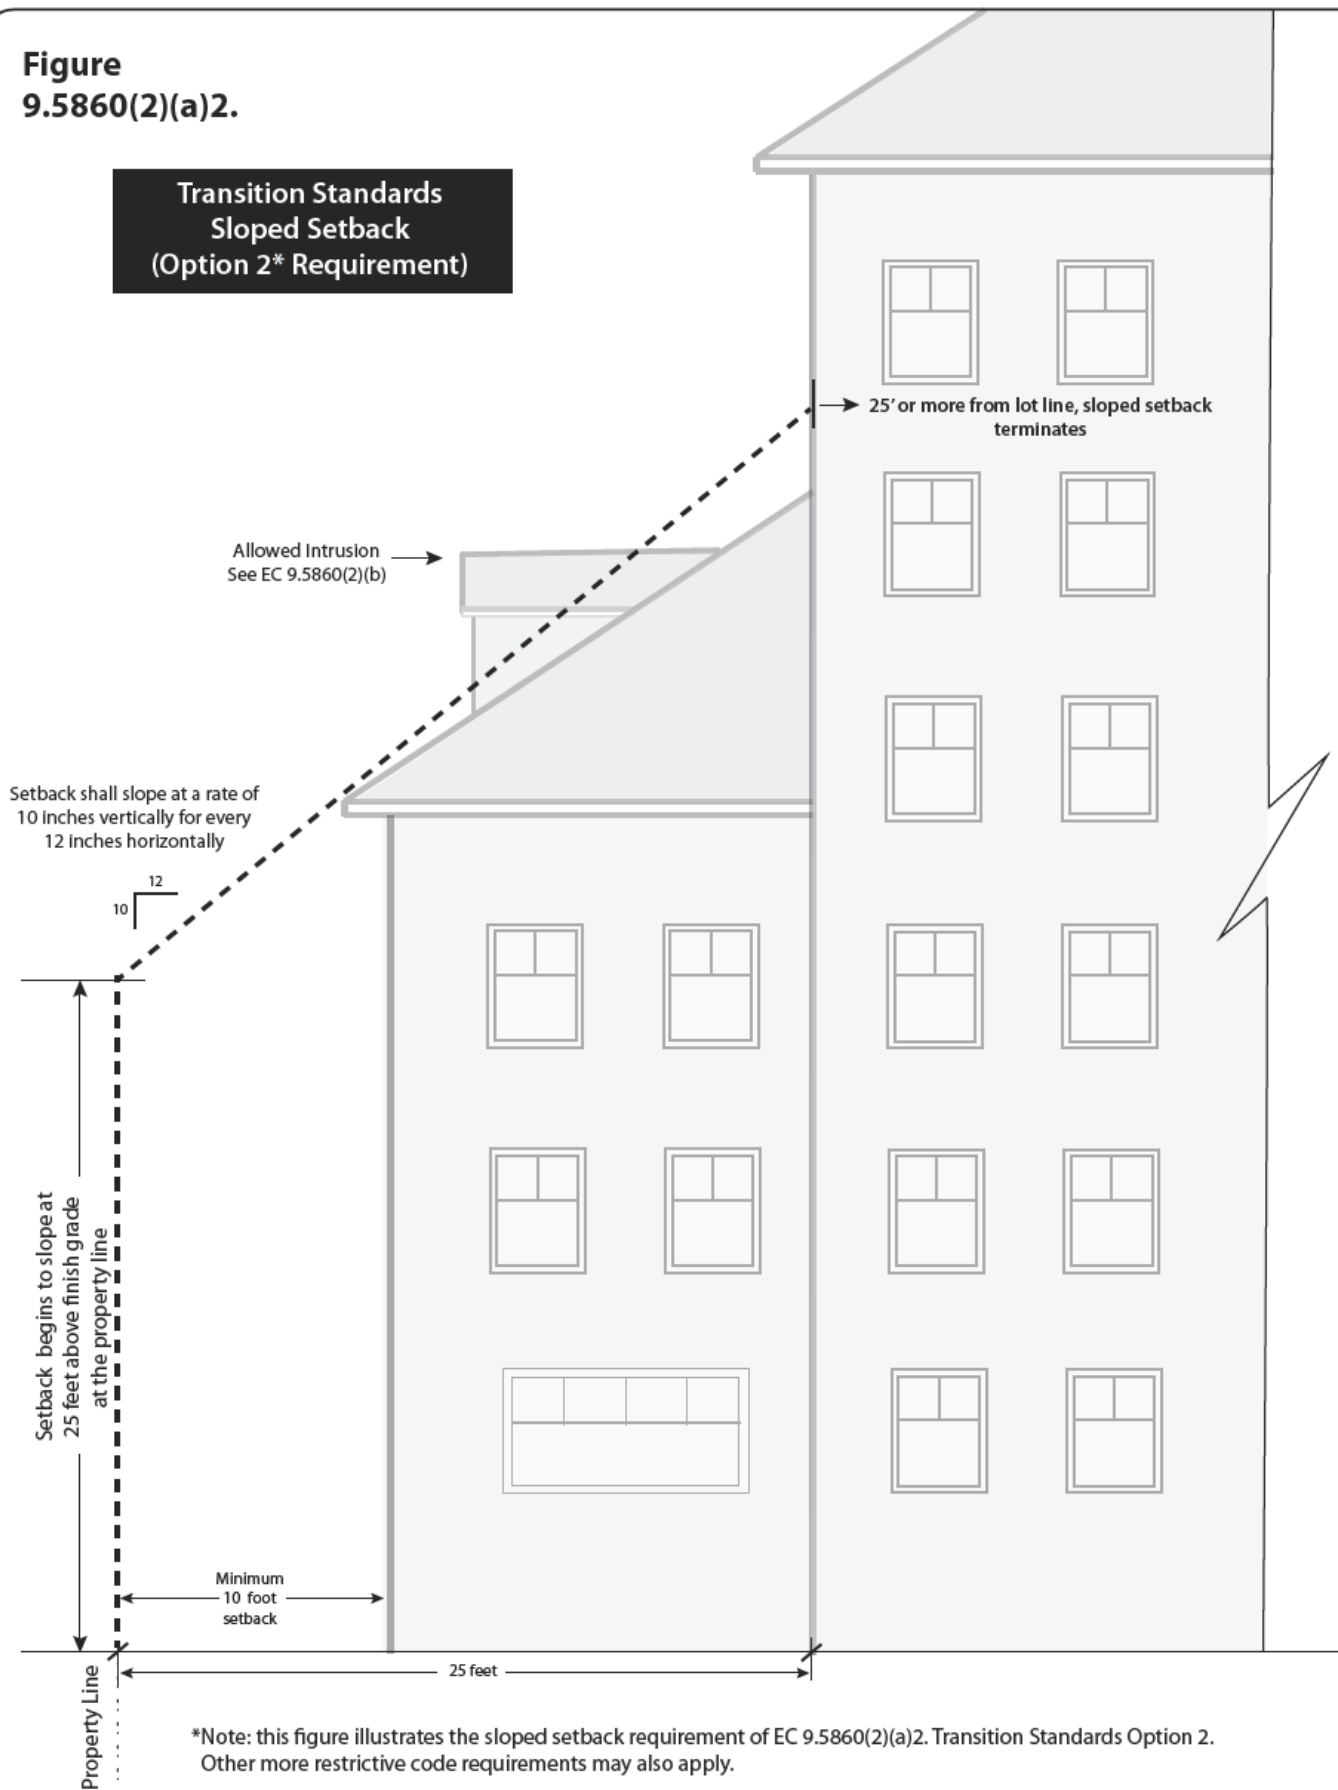 Figure
9.5860(2)(a)2.
Transition Standards
Sloped Setback
(Option 2* Requirement)
25' or more from lot line, sloped setback
terminates
Allowed Intrusion
See EC 9.5860(2)(b)
Setback shall slope at a rate of
10 inches vertically for every
12 inches horizontally
12
10
Setback begins to slope at
25 feet above finish grade
at the property line
Minimum
10 foot
setback
25 feet
Property Line
*Note: this figure illustrates the sloped setback requirement of EC 9.5860(2)(a)2. Transition Standards Option 2.
Other more restrictive code requirements may also apply.